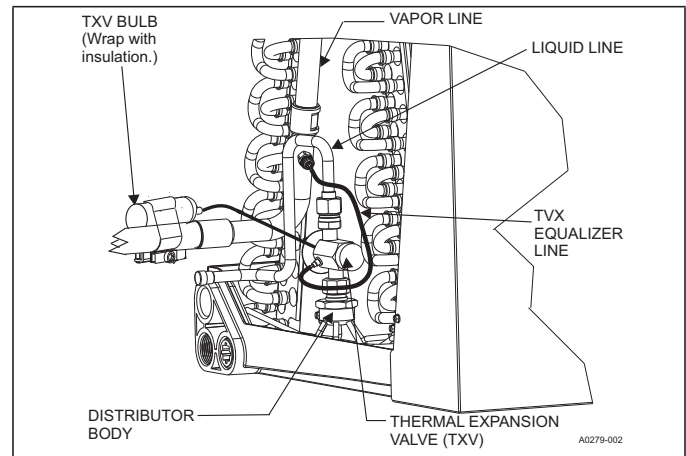 TXV BULB
(Wrap with
insulation.)
VAPOR LINE
LIQUID LINE
TVX
EQUALIZER
LINE
DISTRIBUTOR
BODY
THERMAL EXPANSION
VALVE (TXV)
A0279-002